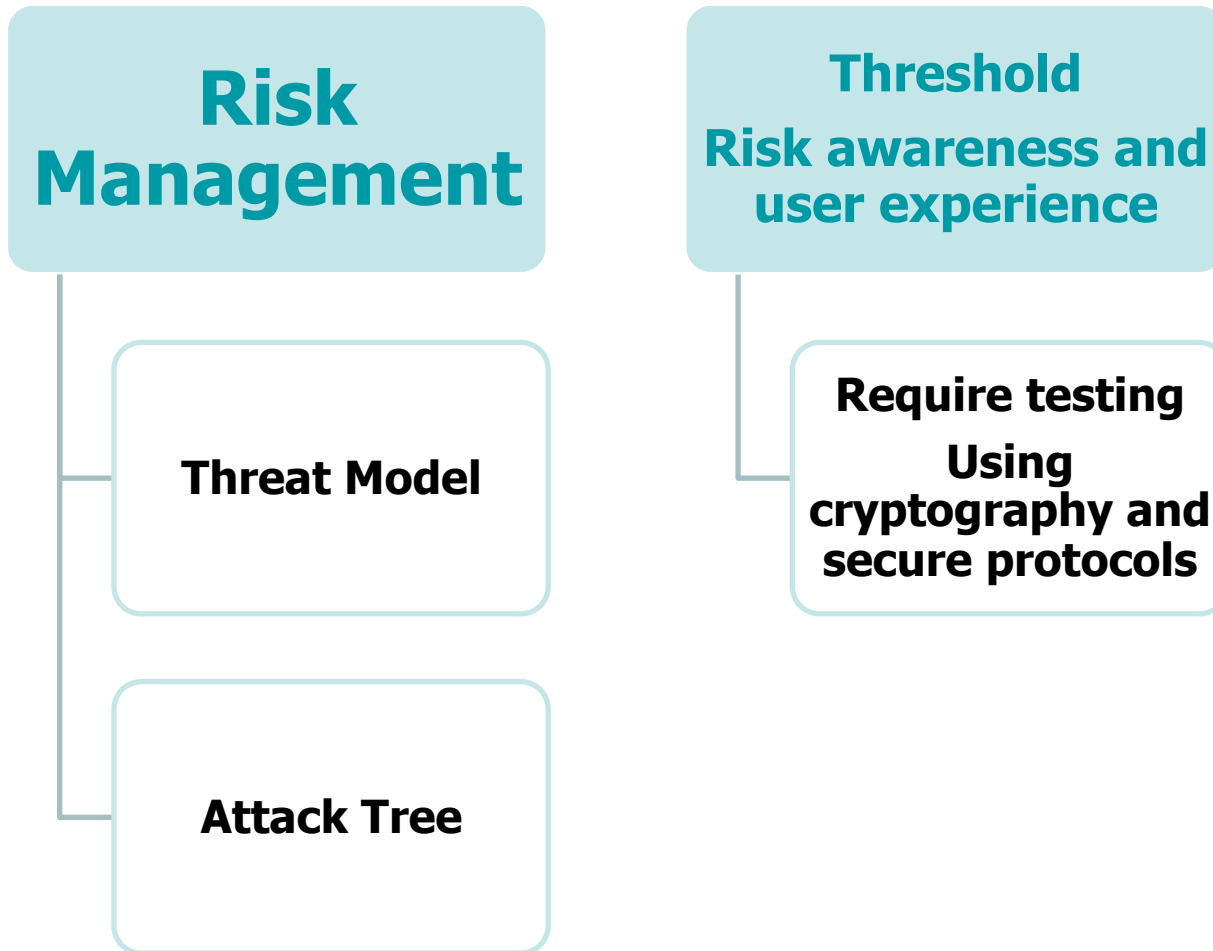 Risk
Management
Threat Model
Attack Tree
Threshold
Risk awareness and
user experience
Require testing
Using
cryptography and
secure protocols